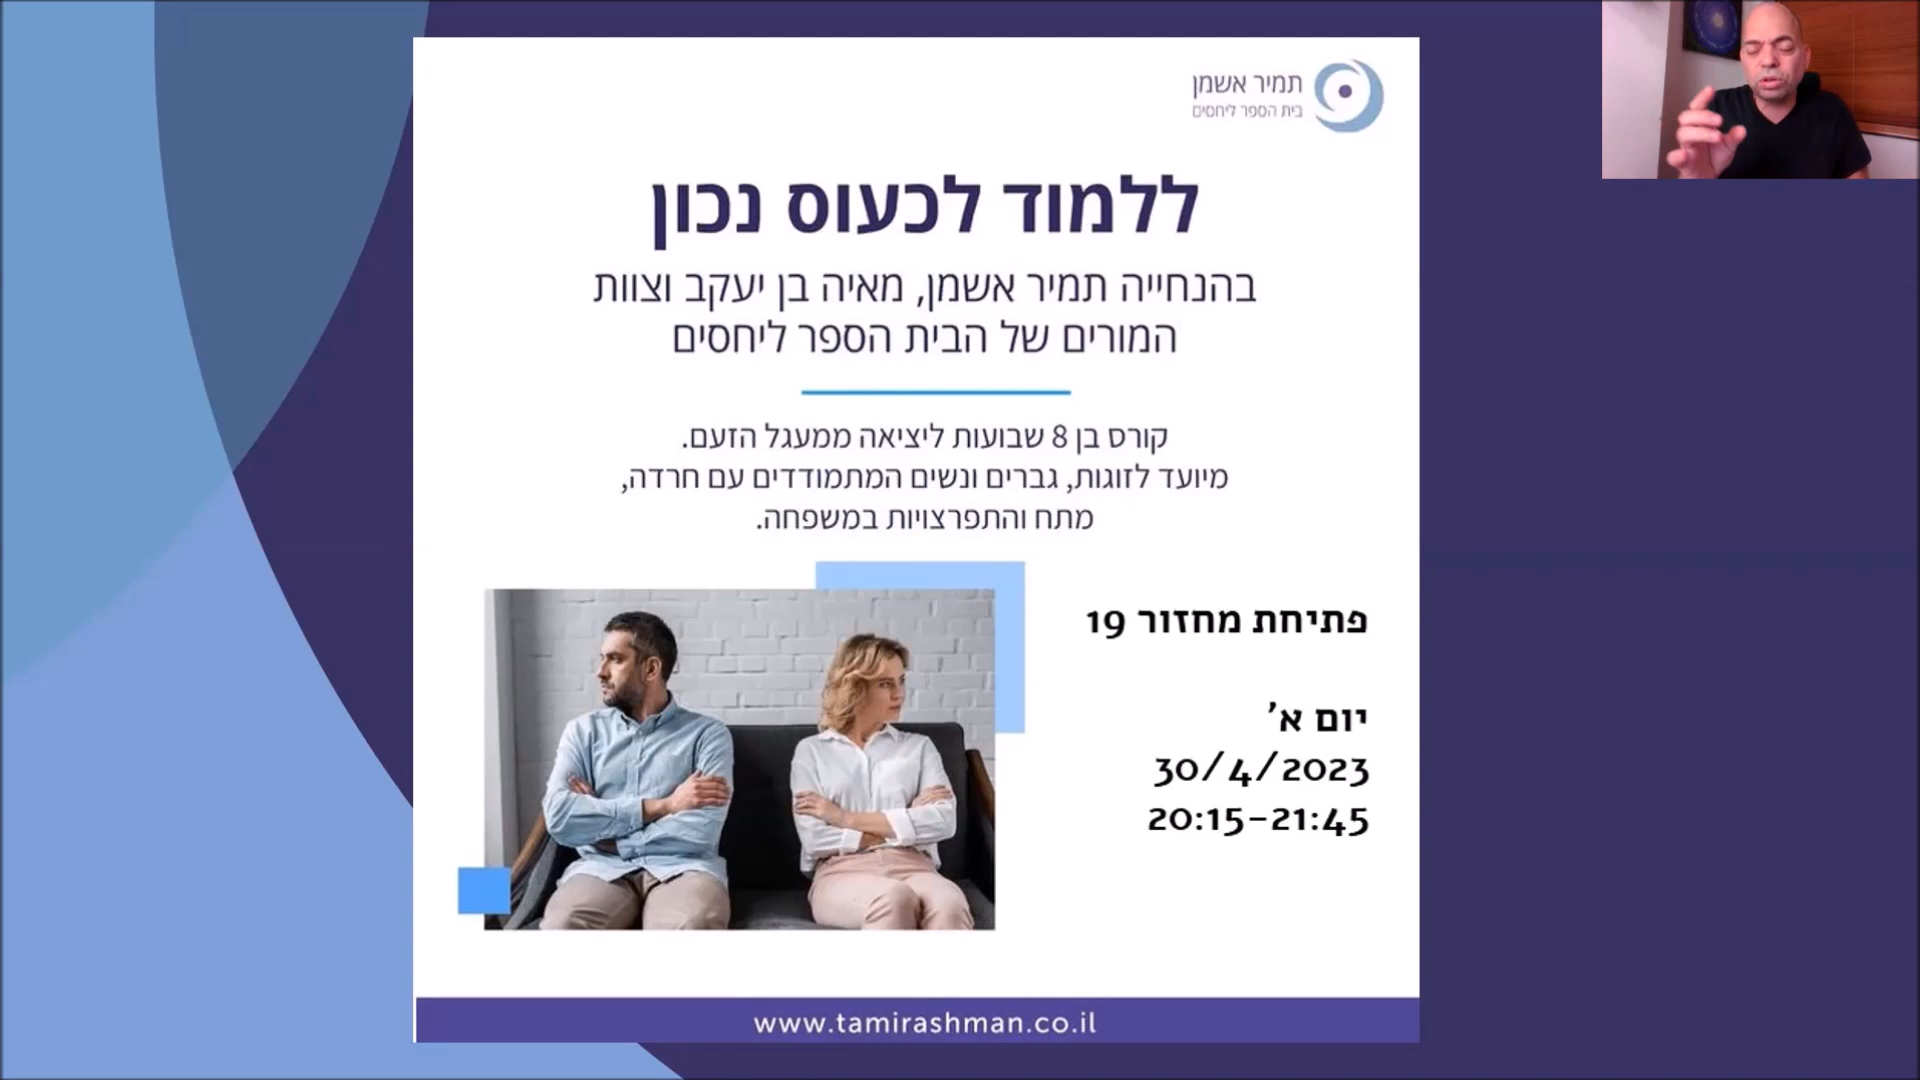 תמיר אשמן
בית הספר ליחסים
ללמוד לכעוס נכון
בהנחייה תמיר אשמן, מאיה בן יעקב וצוות
המורים של הבית הספר ליחסים
קורס בן 8 שבועות ליציאה ממעגל הזעם.
מיועד לזוגות, גברים ונשים המתמודדים עם חרדה,
מתח והתפרצויות במשפחה.
פתיחת מחזור 19
יום א'
30/4/2023
20:15-21:45
www.tamirashman.co.il